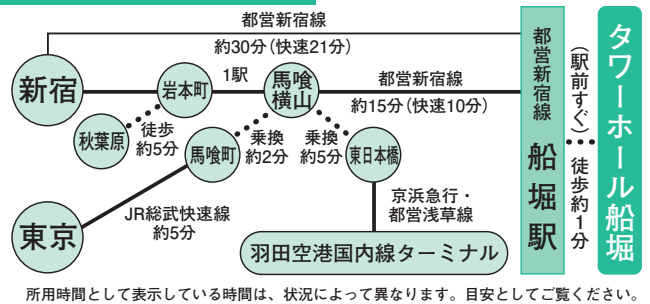 都営新宿線
約30分（快速21分）
新宿
岩本町
1駅
馬喰
横山
都営新宿線
約15分（快速10分）
秋葉原
徒歩
約5分
馬喰町
乗換
約2分
乗換
約5分
東日本橋
東京
JR総武快速線
約5分
京浜急行・
都営浅草線
羽田空港国内線ターミナル
都営新宿線 船堀駅
（駅前すぐ）
徒歩約1分
タワーホール船堀
所用時間として表示している時間は、状況によって異なります。目安としてご覧ください。